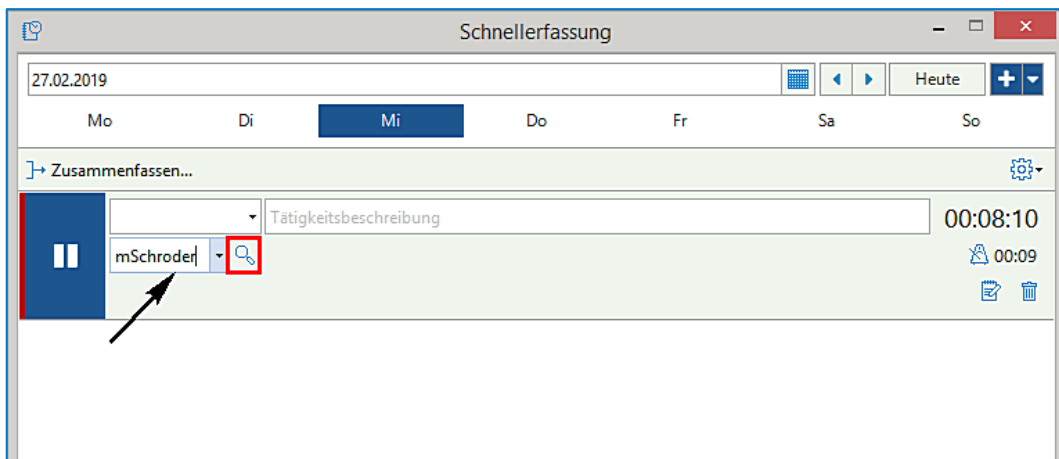 Schnellerfassung
27.02.2019
Heute
Mo Di Mi Do Fr Sa So
Zusammenfassen...
Tätigkeitsbeschreibung 00:08:10
mSchroder 00:09